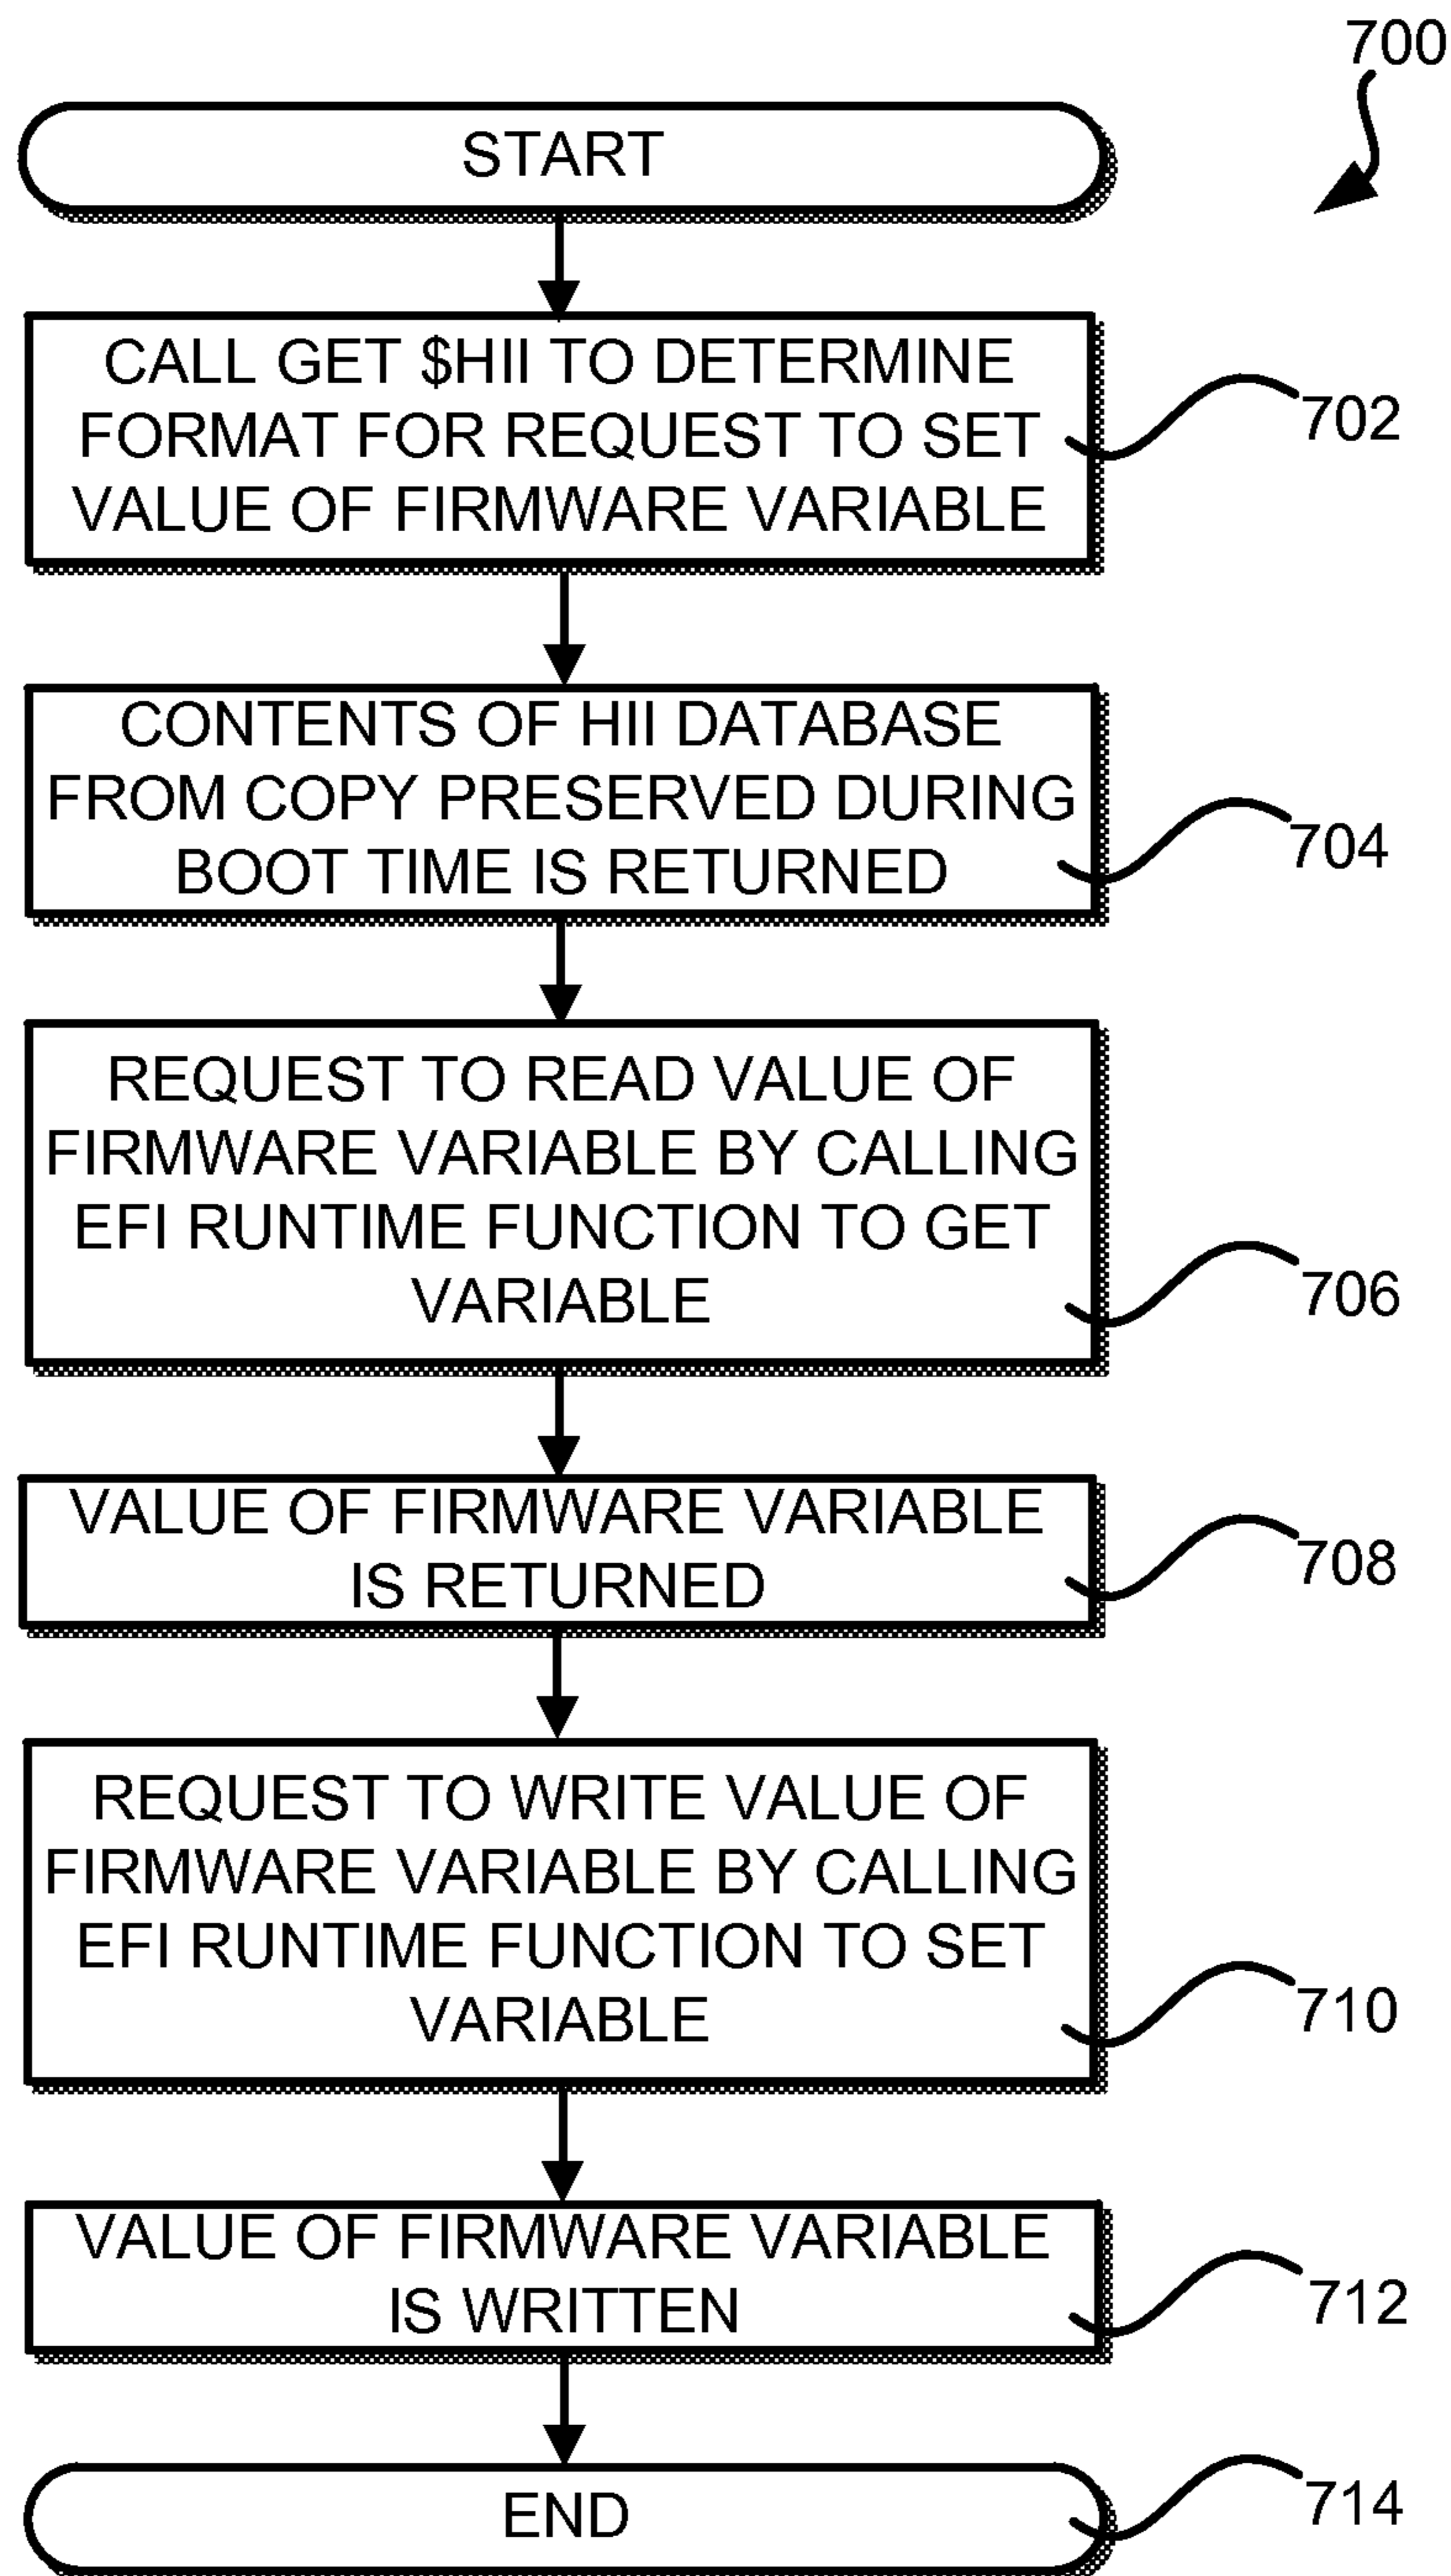 700
START
CALL GET $HII TO DETERMINE
FORMAT FOR REQUEST TO SET
VALUE OF FIRMWARE VARIABLE
702
CONTENTS OF HII DATABASE
FROM COPY PRESERVED DURING
BOOT TIME IS RETURNED
704
REQUEST TO READ VALUE OF
FIRMWARE VARIABLE BY CALLING
EFI RUNTIME FUNCTION TO GET
VARIABLE
706
VALUE OF FIRMWARE VARIABLE
IS RETURNED
708
REQUEST TO WRITE VALUE OF
FIRMWARE VARIABLE BY CALLING
EFI RUNTIME FUNCTION TO SET
VARIABLE
710
VALUE OF FIRMWARE VARIABLE
IS WRITTEN
712
END
714